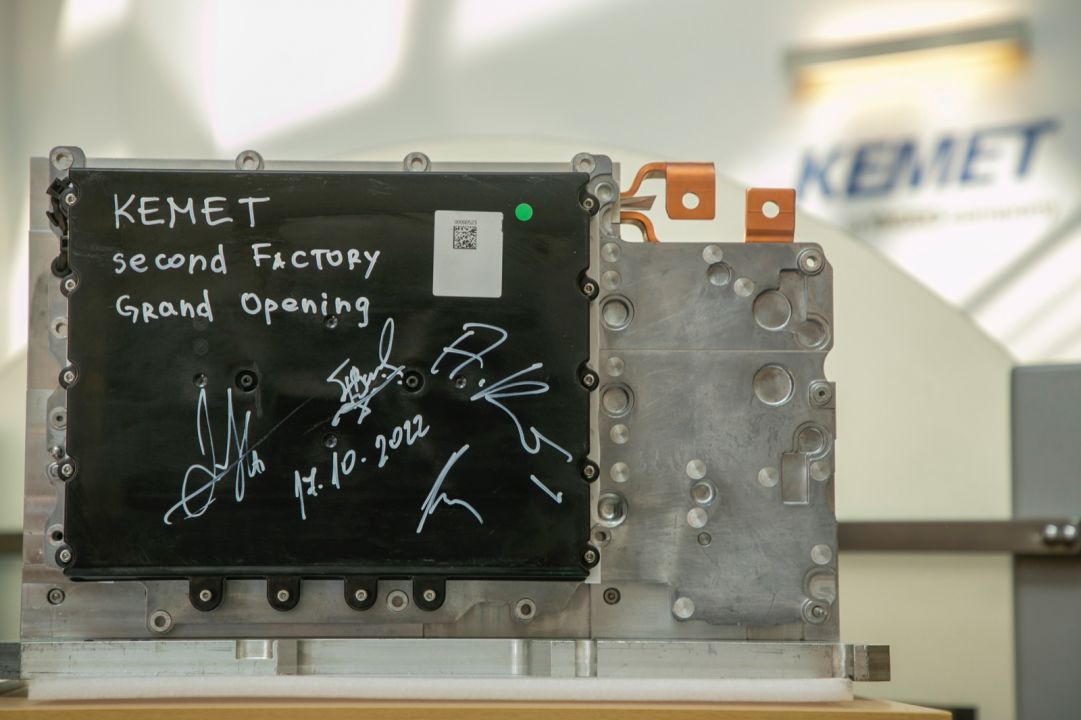 KEMET
KEMET
second FACTORY
Grand Opening
17.10.2022